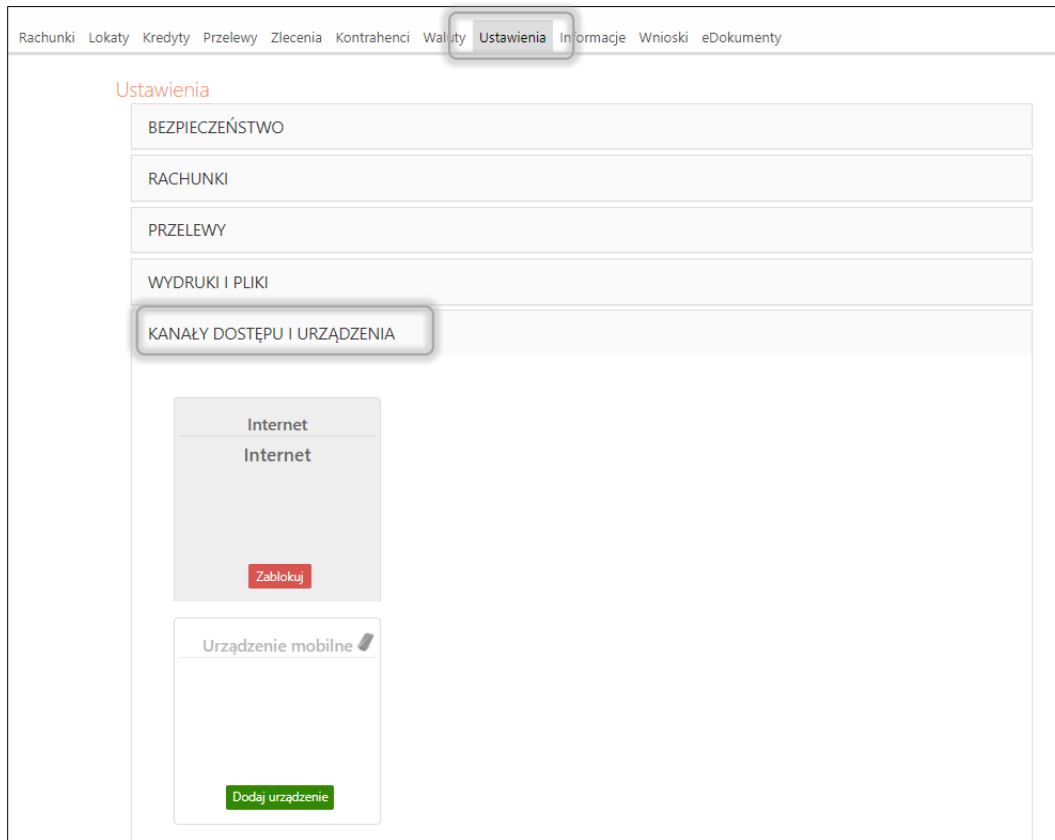 Rachunki Lokaty Kredyty Przelewy Zlecenia Kontrahenci Waluty Ustawienia Informacje Wnioski eDokumenty
Ustawienia
BEZPIECZEŃSTWO
RACHUNKI
PRZELEWY
WYDRUKI I PLIKI
KANAŁY DOSTĘPU I URZĄDZENIA
Internet
Internet
Zablokuj
Urządzenie mobilne
Dodaj urządzenie